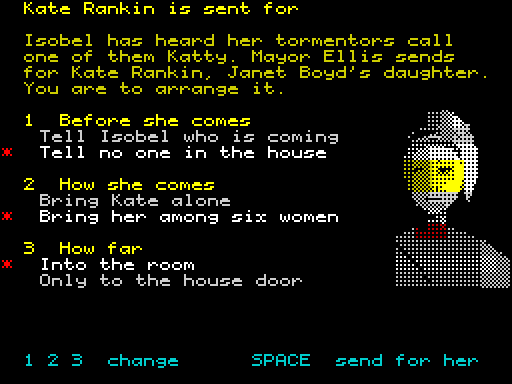 Kate Rankin is sent for
Isobel has heard her tormentors call
one of them Katty. Mayor Ellis sends
for Kate Rankin, Janet Boyd's daughter.
You are to arrange it.
1 Before she comes
Tell Isobel who is coming
* Tell no one in the house
2 How she comes
Bring Kate alone
* Bring her among six women
3 How far
* Into the room
Only to the house door
1 2 3 change SPACE send for her